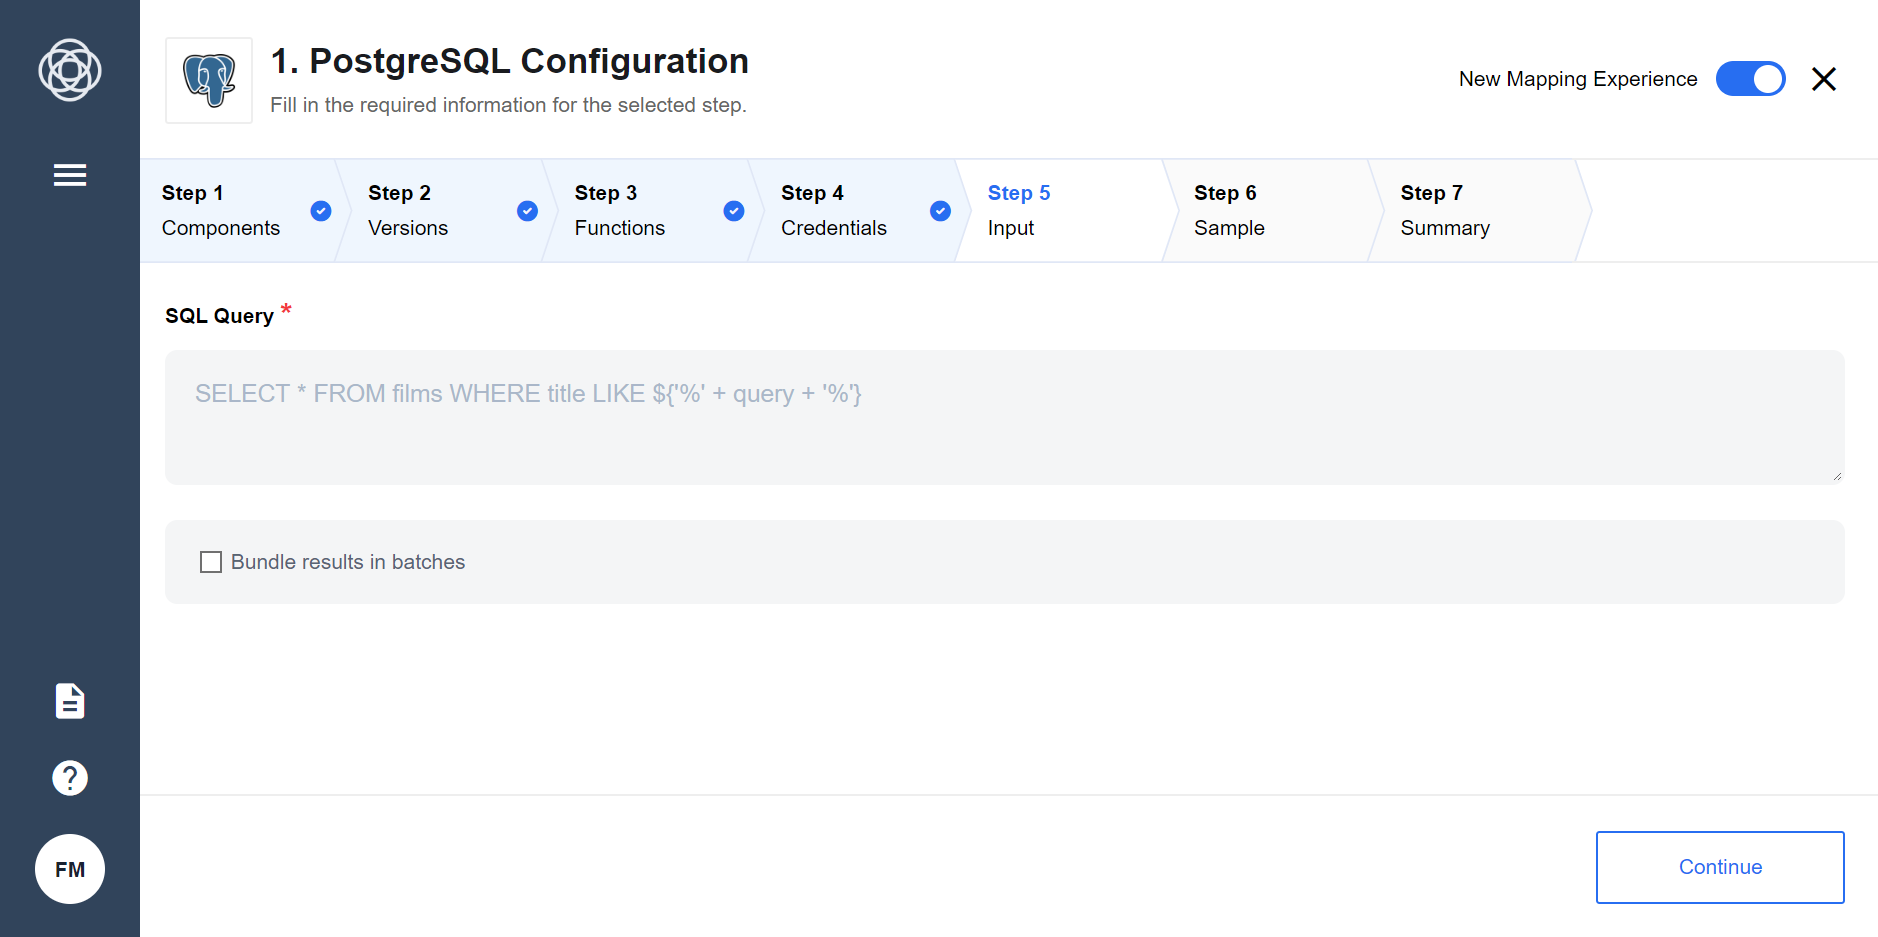 1. PostgreSQL Configuration
Fill in the required information for the selected step.
New Mapping Experience
Step 1
Components
Step 2
Versions
Step 3
Functions
Step 4
Credentials
Step 5
Input
Step 6
Sample
Step 7
Summary
SQL Query *
SELECT * FROM films WHERE title LIKE ${'%' + query + '%'}
Bundle results in batches
?
FM
Continue